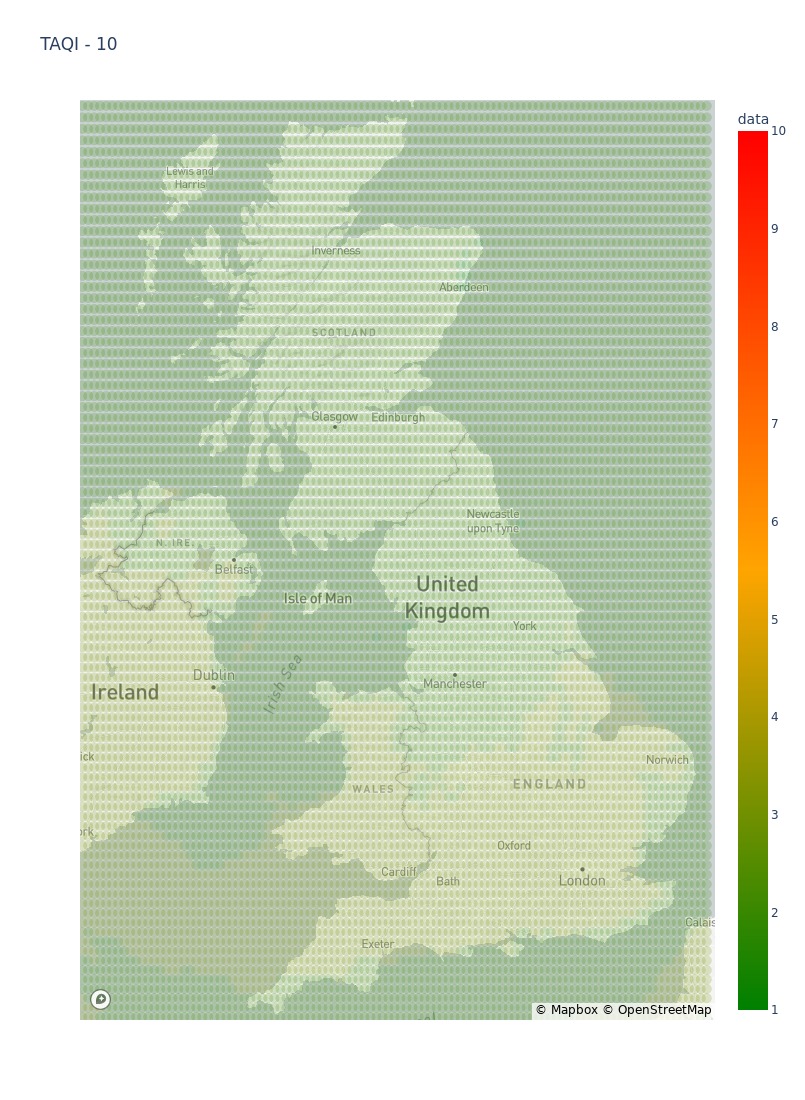 TAQI - 10
data
10
9
8
7
6
5
4
3
2
1
Lewis and
Harris
Inverness
Aberdeen
SCOTLAND
Glasgow
Edinburgh
Newcastle
upon Tyne
N. IRE.
Belfast
Isle of Man
United
Kingdom
York
Dublin
Irish Sea
Manchester
Ireland
ick
Norwich
WALES
ENGLAND
rk
Oxford
Cardiff
Bath
London
Calais
Exeter
© Mapbox © OpenStreetMap